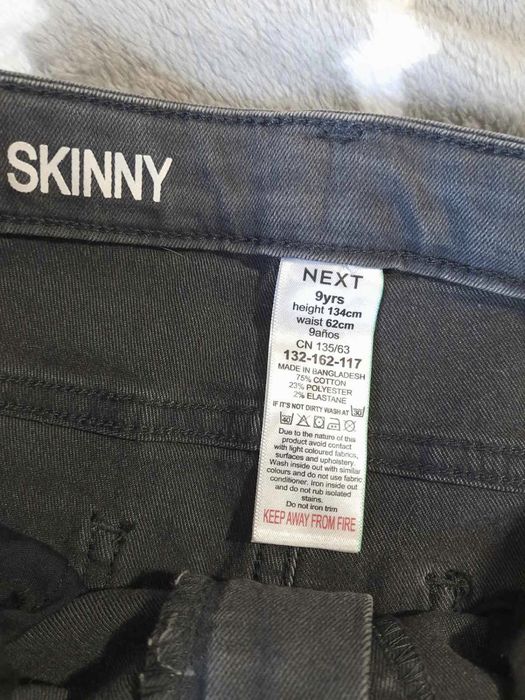 SKINNY
NEXT
9yrs
height 134cm
waist 62cm
9años
CN 135/63
132-162-117
MADE IN BANGLADESH
75% COTTON
23% POLYESTER
2% ELASTANE
IF IT'S NOT DIRTY WASH AT 30
40
Due to the nature of this
product avoid contact
with light coloured fabrics,
surfaces and upholstery.
Wash inside out with similar
colours and do not use fabric
conditioner. Iron inside out
and do not rub isolated
stains.
Do not iron trim
KEEP AWAY FROM FIRE